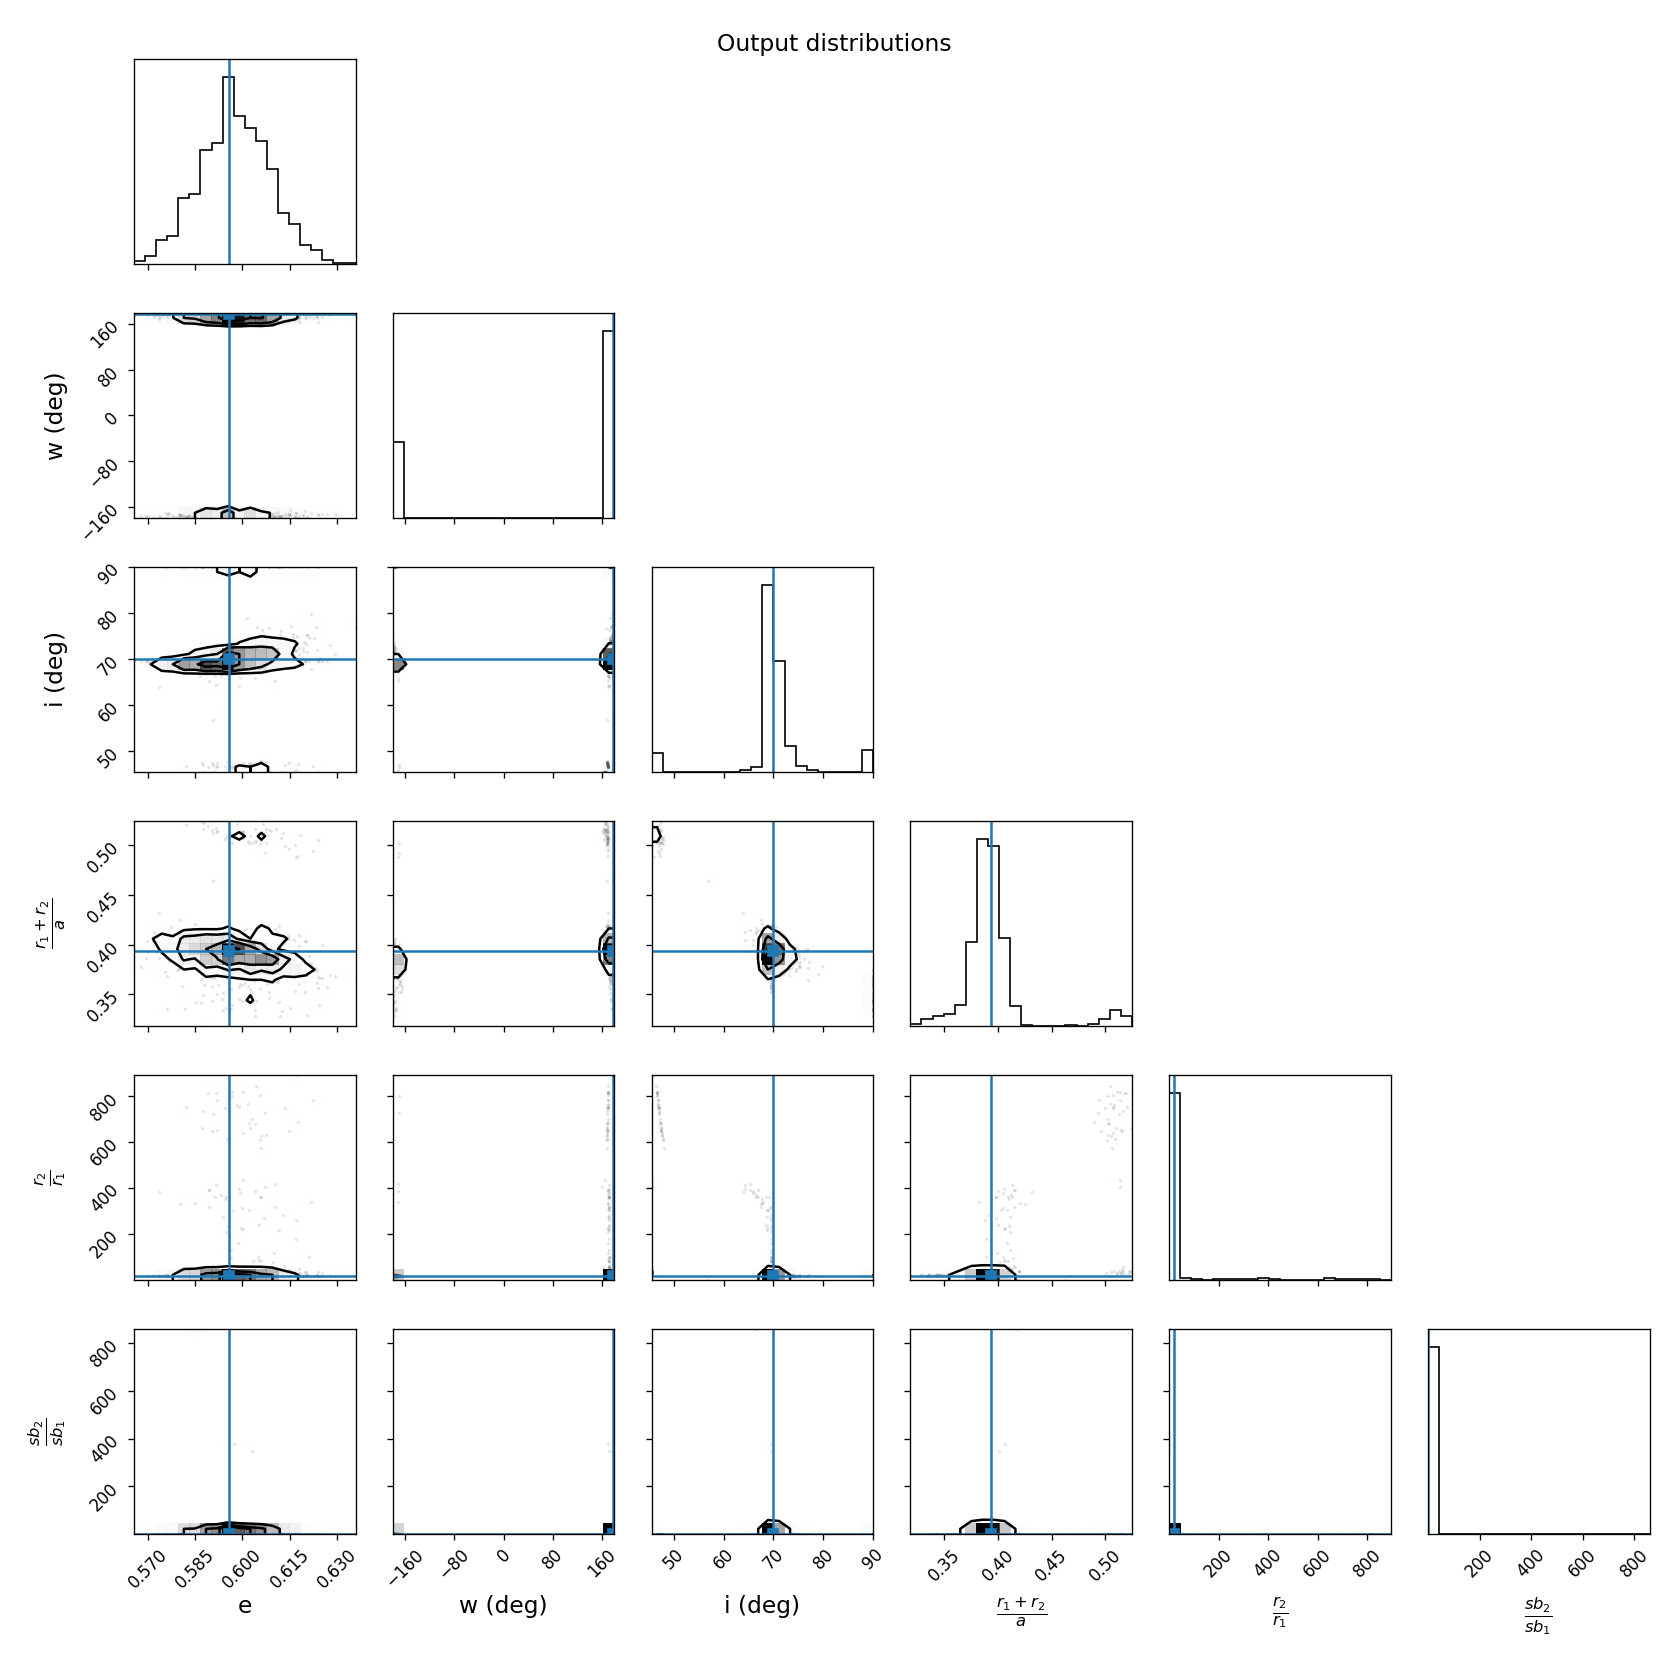 Output distributions
w (deg)
160
80
0
−80
−160
i (deg)
90
80
70
60
50
r1 + r2
a
0.50
0.45
0.40
0.35
r2
r1
800
600
400
200
sb2
sb1
800
600
400
200
0.570 0.585 0.600 0.615 0.630
−160 −80 0 80 160
50 60 70 80 90
0.35 0.40 0.45 0.50
200 400 600 800
200 400 600 800
e
w (deg)
i (deg)
r1 + r2
a
r2
r1
sb2
sb1